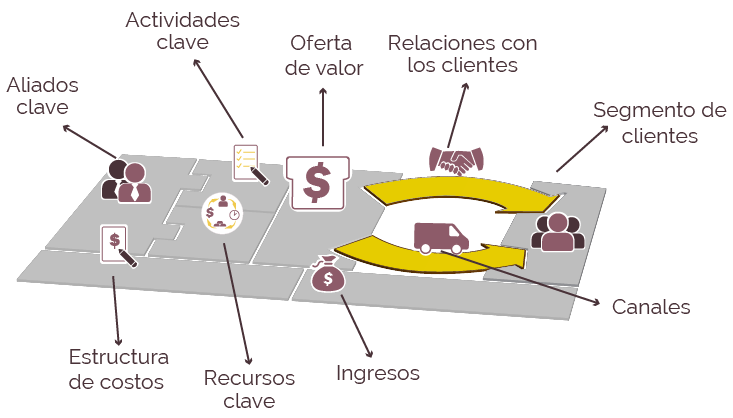 Actividades
clave
Oferta
de valor
Relaciones con
los clientes
Aliados
clave
Segmento de
clientes
$
$
$
$
Canales
Estructura
de costos
Recursos
clave
Ingresos